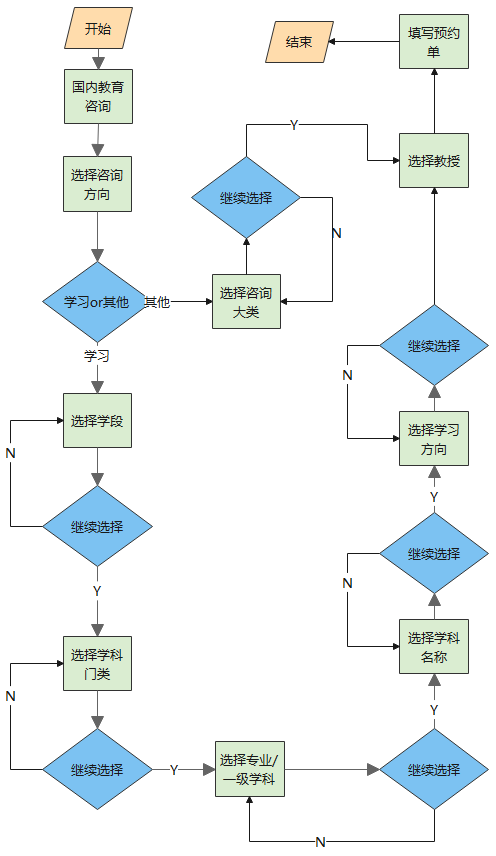 开始
国内教育
咨询
选择咨询
方向
学习or其他
其他
学习
选择学段
N
继续选择
Y
选择学科
门类
N
继续选择
Y
选择专业/
一级学科
继续选择
N
Y
选择学科
名称
N
继续选择
Y
选择学习
方向
N
继续选择
选择咨询
大类
继续选择
N
Y
选择教授
填写预约
单
结束